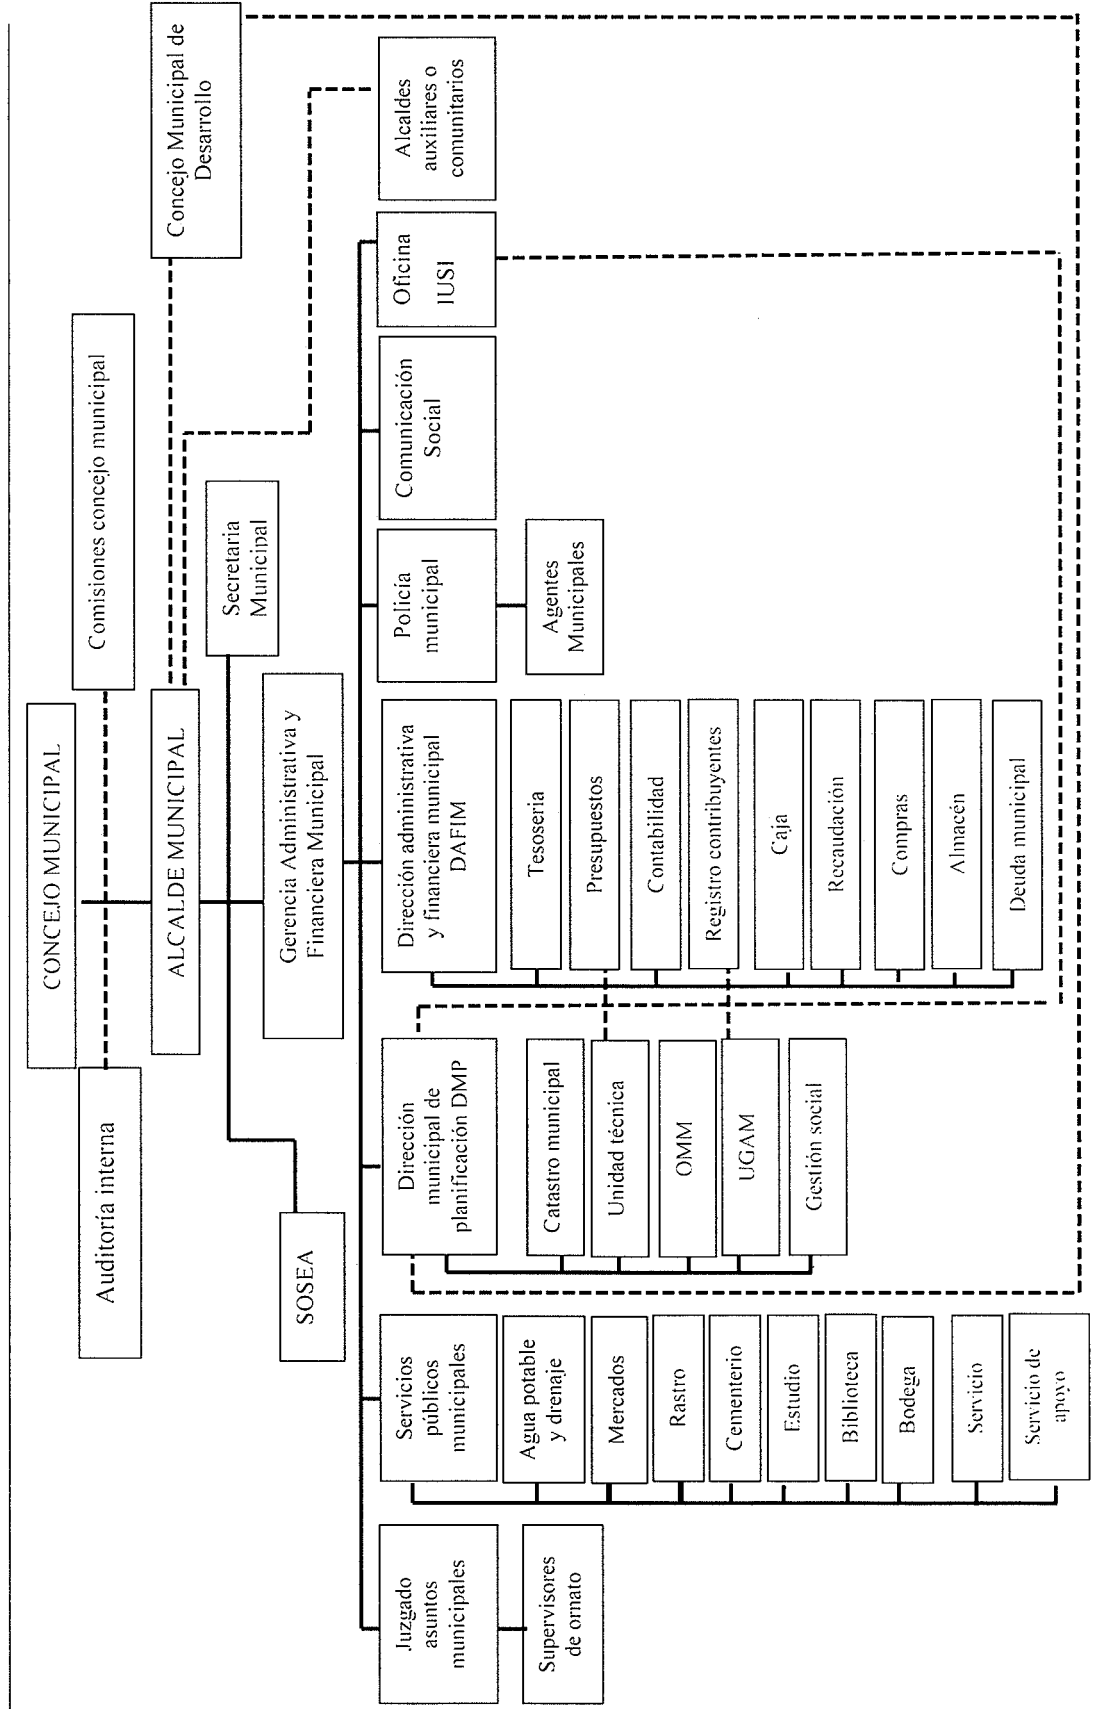 CONCEJO MUNICIPAL
Auditoría interna
Comisiones concejo municipal
ALCALDE MUNICIPAL
Concejo Municipal de
Desarrollo
Secretaria
Municipal
SOSEA
Gerencia Administrativa y
Financiera Municipal
Juzgado
asuntos
municipales
Supervisores
de ornato
Servicios
públicos
municipales
Agua potable
y drenaje
Mercados
Rastro
Cementerio
Estudio
Biblioteca
Bodega
Servicio
Servicio de
apoyo
Dirección
municipal de
planificación DMP
Catastro municipal
Unidad técnica
OMM
UGAM
Gestión social
Dirección administrativa
y financiera municipal
DAFIM
Tesoseria
Presupuestos
Contabilidad
Registro contribuyentes
Caja
Recaudación
Compras
Almacén
Deuda municipal
Policía
municipal
Agentes
Municipales
Comunicación
Social
Oficina
IUSI
Alcaldes
auxiliares o
comunitarios